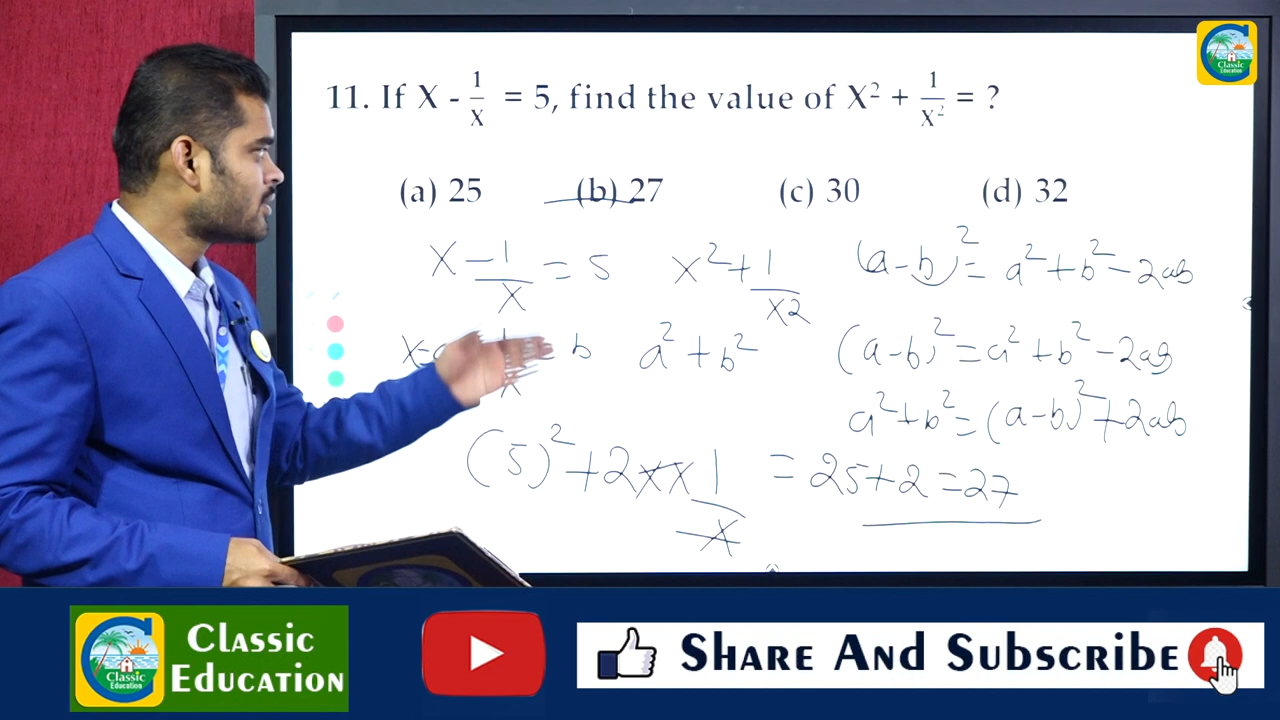 Classic
Education
11. If X - 1/X = 5, find the value of X² + 1/X² = ?
(a) 25 (b) 27 (c) 30 (d) 32
x - 1/x = 5 x² + 1/x² (a-b)² = a² + b² - 2ab
b a² + b² (a-b)² = a² + b² - 2ab
a² + b² = (a-b)² + 2ab
(5)² + 2×x×1/x = 25+2 = 27
Classic
Education
Classic
Education
Share And Subscribe